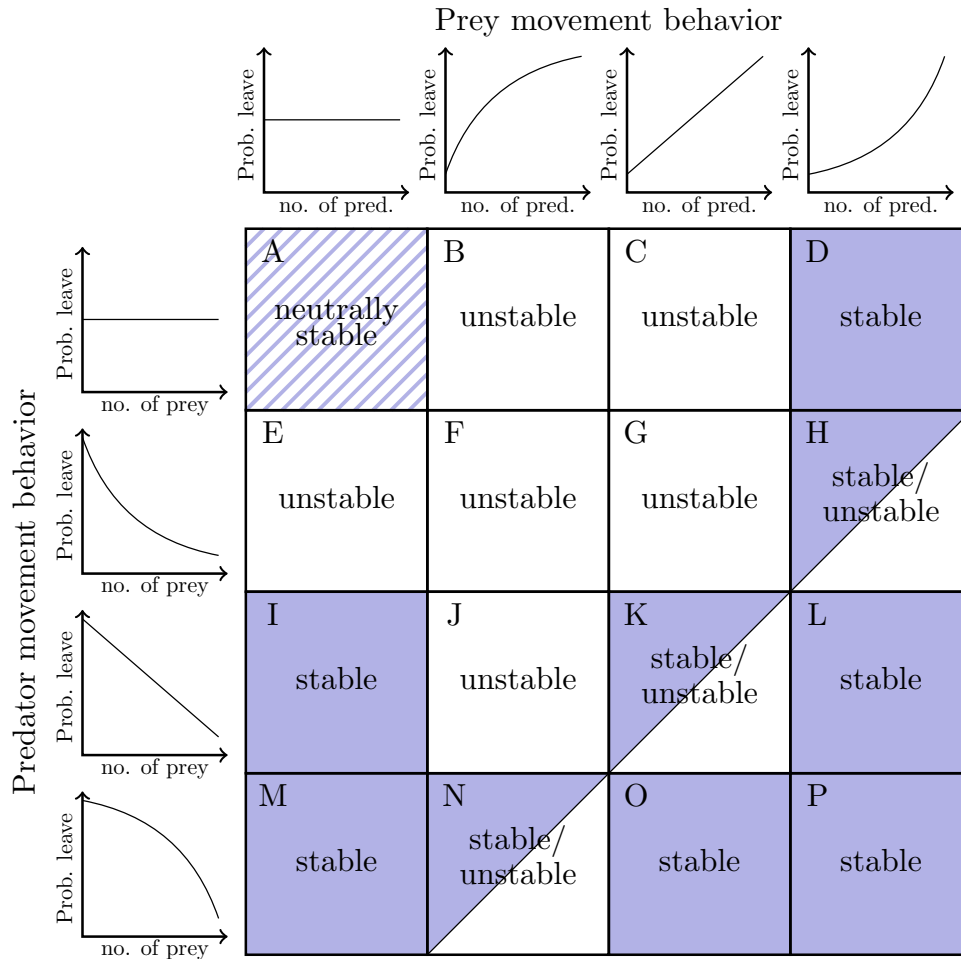 Prey movement behavior
Prob. leave
no. of pred.
Prob. leave
no. of pred.
Prob. leave
no. of pred.
Prob. leave
no. of pred.
Predator movement behavior
Prob. leave
no. of prey
A
neutrally
stable
B
unstable
C
unstable
D
stable
Prob. leave
no. of prey
E
unstable
F
unstable
G
unstable
H
stable/
unstable
Prob. leave
no. of prey
I
stable
J
unstable
K
stable/
unstable
L
stable
Prob. leave
no. of prey
M
stable
N
stable/
unstable
O
stable
P
stable